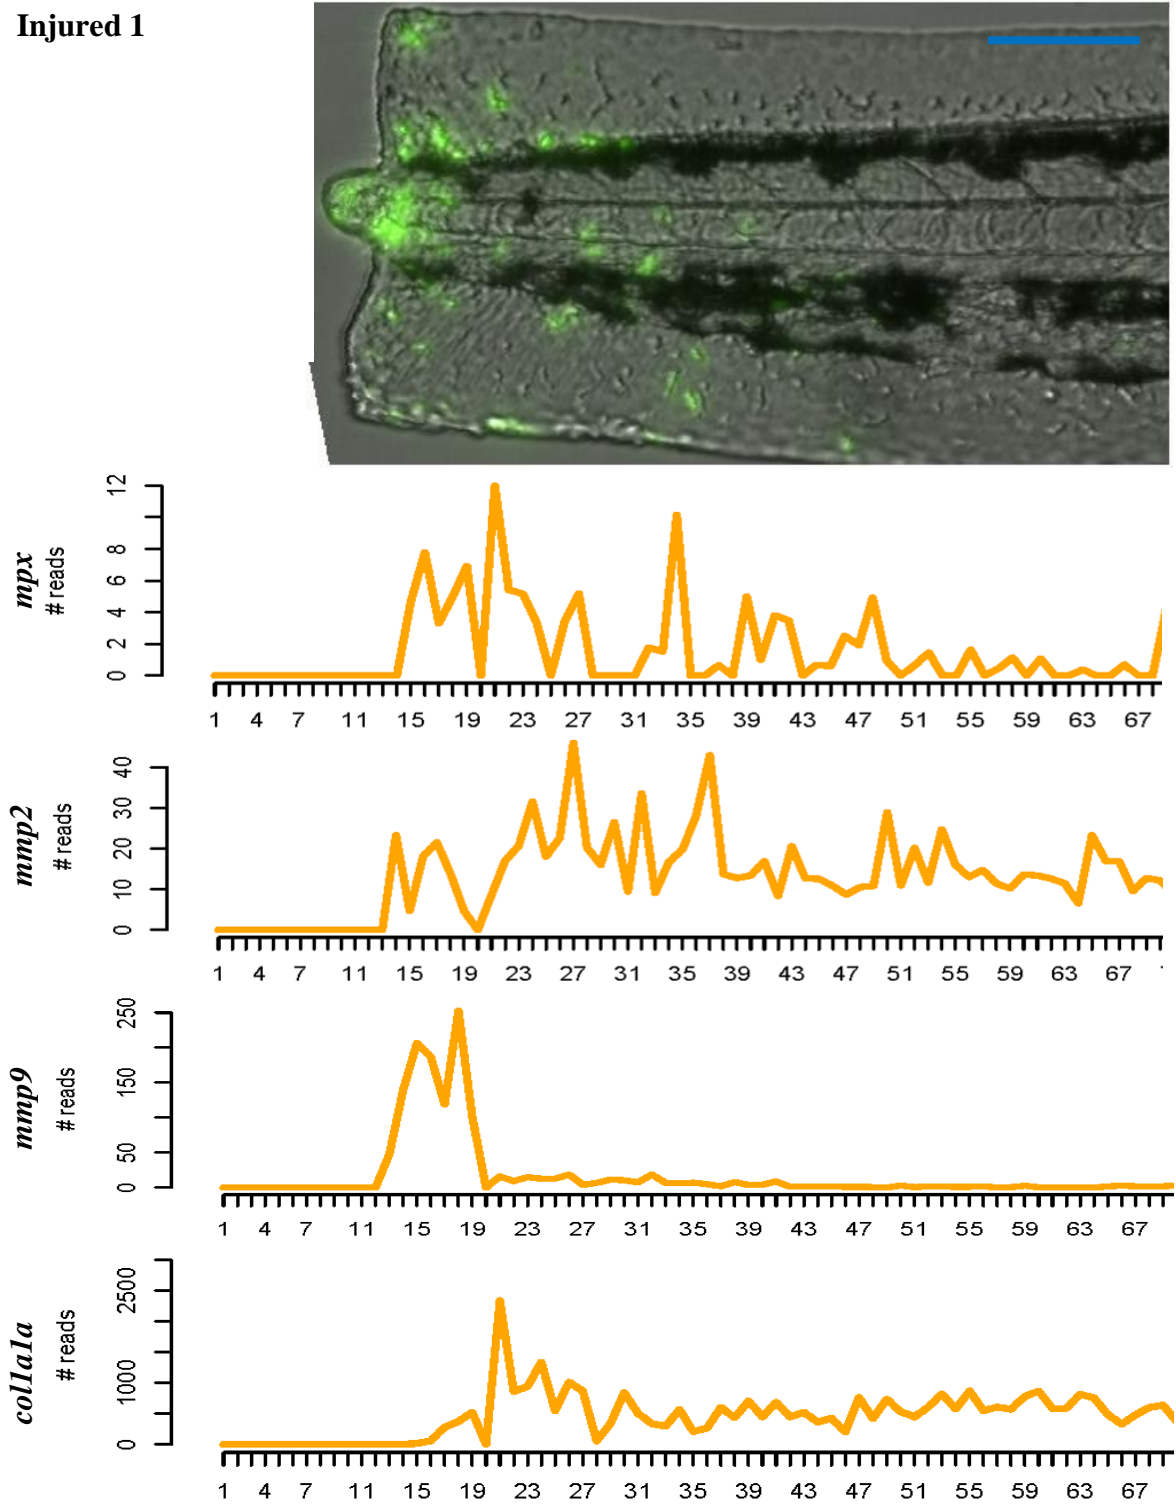 Injured 1
mpx
# reads
0 2 4 6 8 12
1 4 7 11 15 19 23 27 31 35 39 43 47 51 55 59 63 67
mmp2
# reads
0 10 20 30 40
1 4 7 11 15 19 23 27 31 35 39 43 47 51 55 59 63 67
mmp9
# reads
0 50 150 250
1 4 7 11 15 19 23 27 31 35 39 43 47 51 55 59 63 67
col1a1a
# reads
0 1000 2500
1 4 7 11 15 19 23 27 31 35 39 43 47 51 55 59 63 67